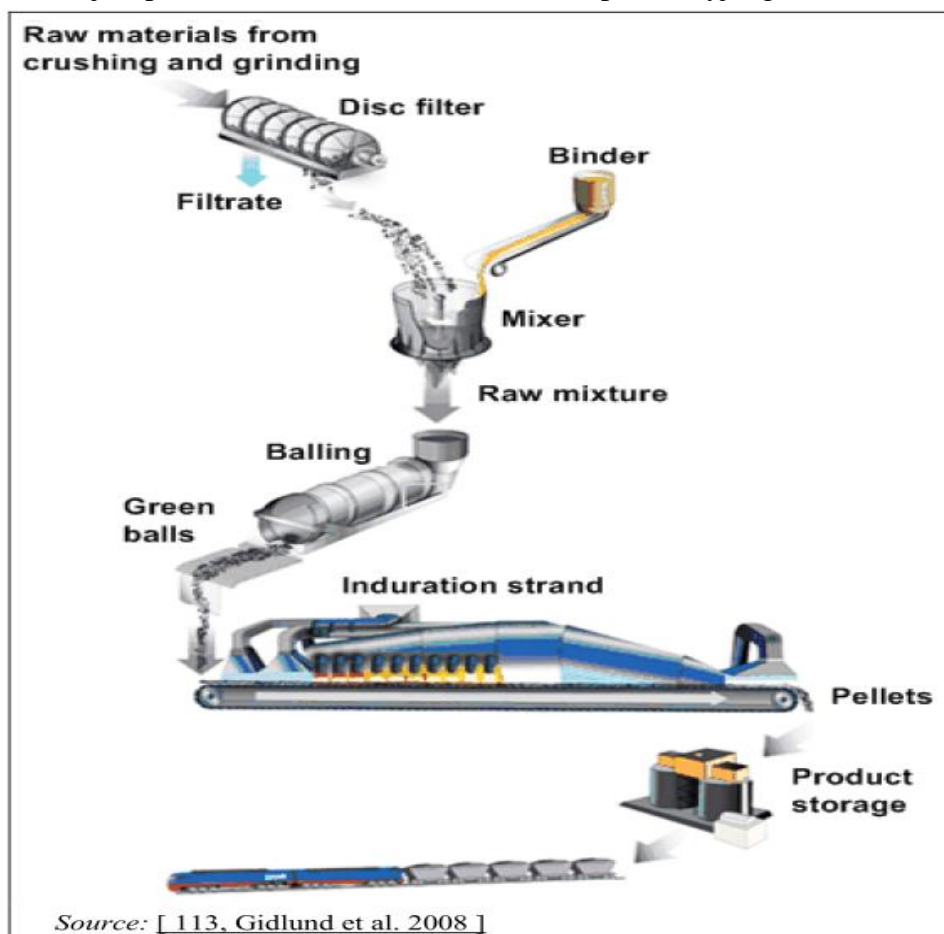 Raw materials from
crushing and grinding
Disc filter
Binder
Filtrate
Mixer
Raw mixture
Balling
Green
balls
Induration strand
Pellets
Product
storage
Source: [ 113, Gidlund et al. 2008 ]